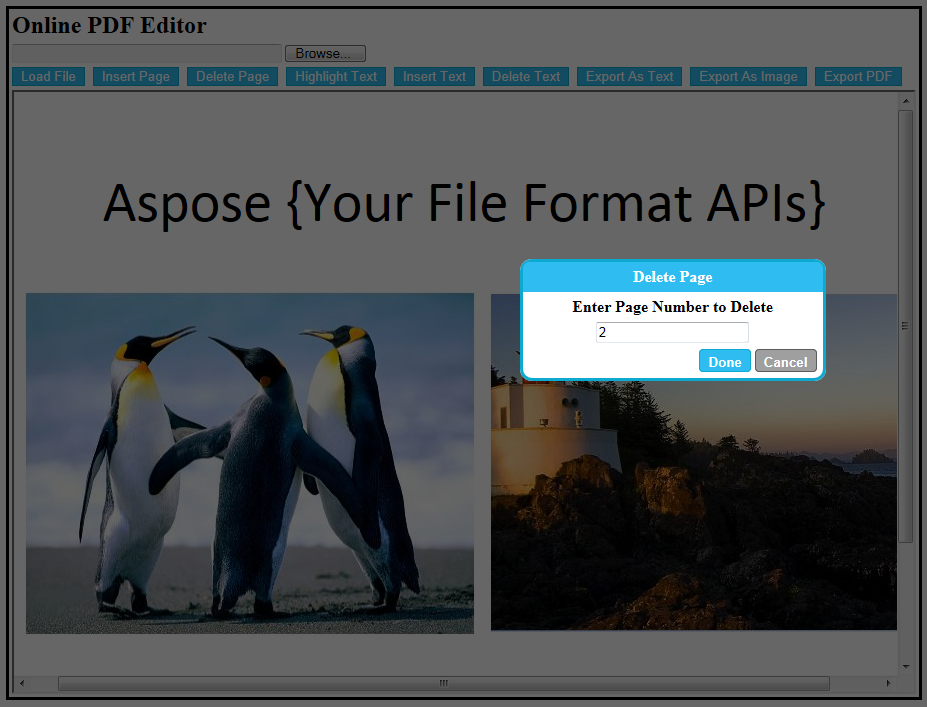 Online PDF Editor
Browse...
Load File Insert Page Delete Page Highlight Text Insert Text Delete Text Export As Text Export As Image Export PDF
Aspose {Your File Format APIs}
Delete Page
Enter Page Number to Delete
2
Done Cancel